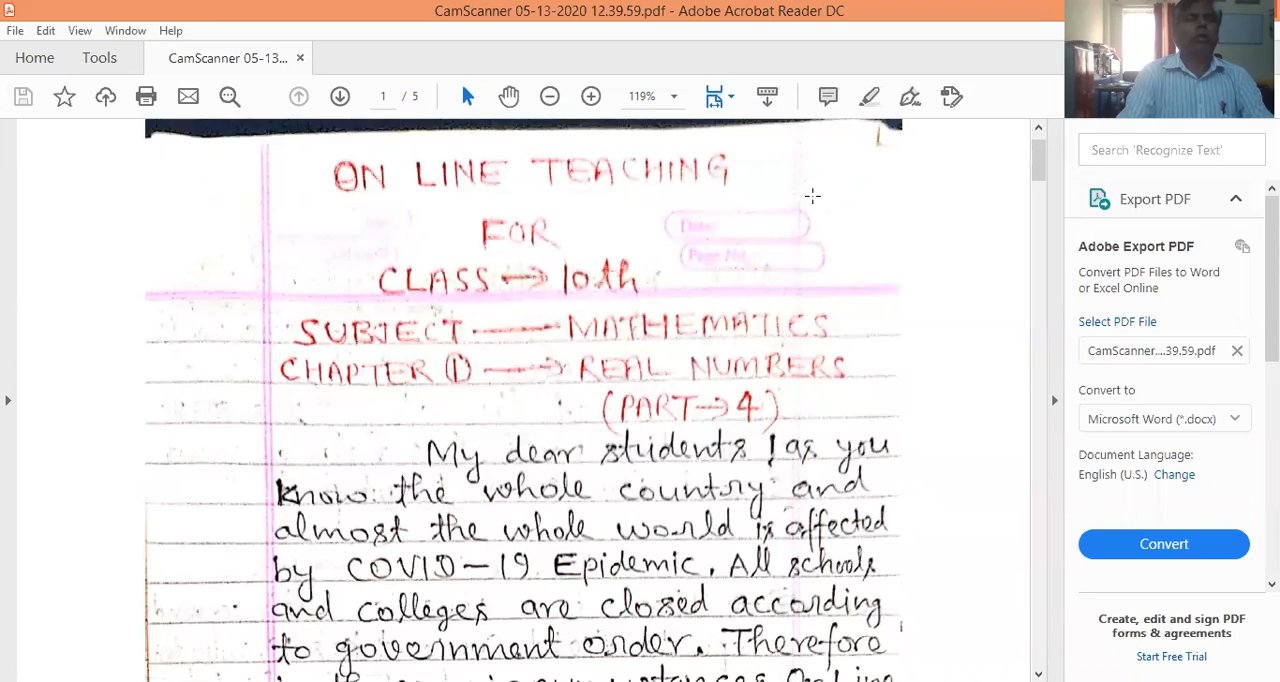 CamScanner 05-13-2020 12.39.59.pdf - Adobe Acrobat Reader DC
File Edit View Window Help
Home Tools CamScanner 05-13... ×
1 / 5 119%
Search 'Recognize Text'
Export PDF
Adobe Export PDF
Convert PDF Files to Word
or Excel Online
Select PDF File
CamScanner....39.59.pdf
Convert to
Microsoft Word (*.docx)
Document Language:
English (U.S.) Change
Convert
Create, edit and sign PDF
forms & agreements
Start Free Trial
ON LINE TEACHING
FOR
Date
Page No.
CLASS → 10th
SUBJECT —— MATHEMATICS
CHAPTER ① → REAL NUMBERS
(PART → 4)
My dear students ! as you
know the whole country and
almost the whole world is affected
by COVID-19 Epidemic. All schools
and colleges are closed according
to government order. Therefore